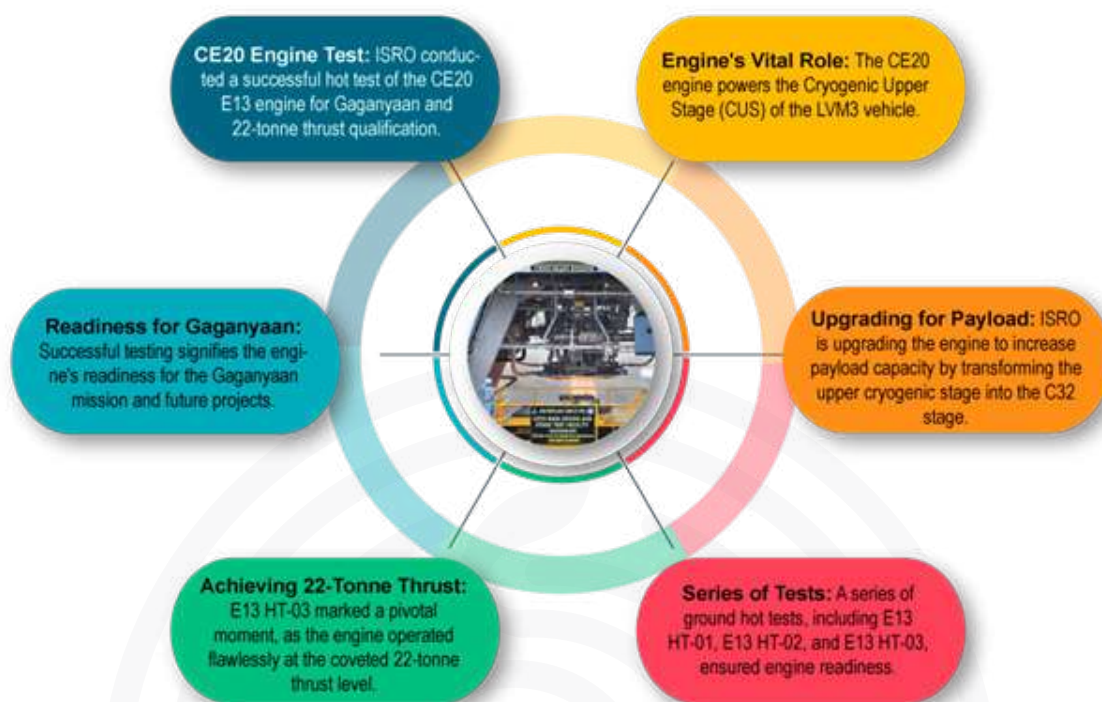 CE20 Engine Test: ISRO conduc-
ted a successful hot test of the CE20
E13 engine for Gaganyaan and
22-tonne thrust qualification.
Engine's Vital Role: The CE20
engine powers the Cryogenic Upper
Stage (CUS) of the LVM3 vehicle.
Upgrading for Payload: ISRO
is upgrading the engine to increase
payload capacity by transforming the
upper cryogenic stage into the C32
stage.
Series of Tests: A series of
ground hot tests, including E13
HT-01, E13 HT-02, and E13 HT-03,
ensured engine readiness.
Achieving 22-Tonne Thrust:
E13 HT-03 marked a pivotal
moment, as the engine operated
flawlessly at the coveted 22-tonne
thrust level.
Readiness for Gaganyaan:
Successful testing signifies the engi-
ne's readiness for the Gaganyaan
mission and future projects.